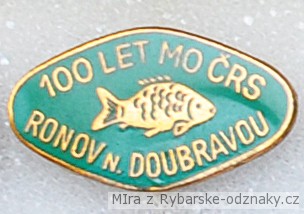 100 LET MO ČRS
RONOV n. DOUBRAVOU
Míra z Rybarske-odznaky.cz